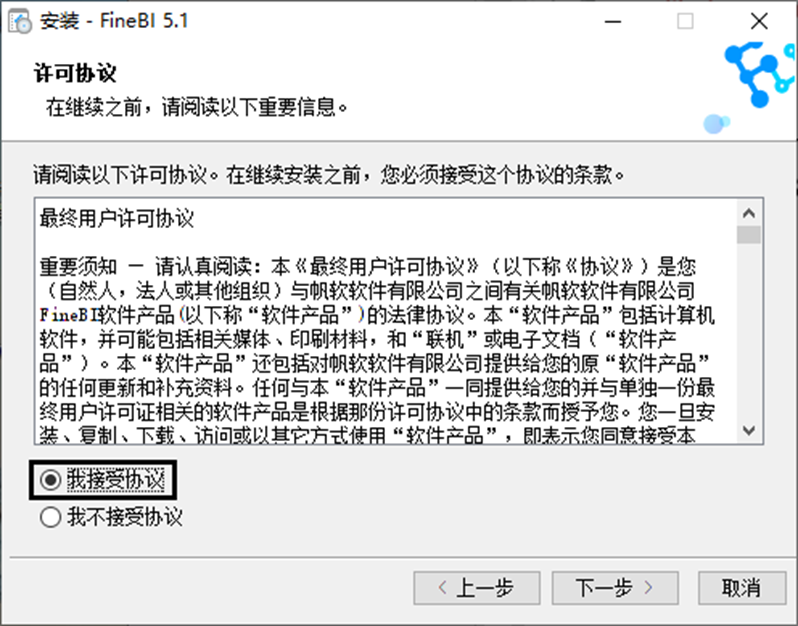 安装 - FineBI 5.1
许可协议
在继续之前，请阅读以下重要信息。
请阅读以下许可协议。在继续安装之前，您必须接受这个协议的条款。
最终用户许可协议
重要须知 — 请认真阅读：本《最终用户许可协议》（以下称《协议》）是您
（自然人，法人或其他组织）与帆软软件有限公司之间有关帆软软件有限公司
FineBI软件产品(以下称“软件产品”)的法律协议。本“软件产品”包括计算机
软件，并可能包括相关媒体、印刷材料，和“联机”或电子文档（“软件产
品”）。本“软件产品”还包括对帆软软件有限公司提供给您的原“软件产品”
的任何更新和补充资料。任何与本“软件产品”一同提供给您的并与单独一份最
终用户许可证相关的软件产品是根据那份许可协议中的条款而授予您。您一旦安
装、复制、下载、访问或以其它方式使用“软件产品”，即表示您同意接受本
我接受协议
我不接受协议
< 上一步
下一步 >
取消